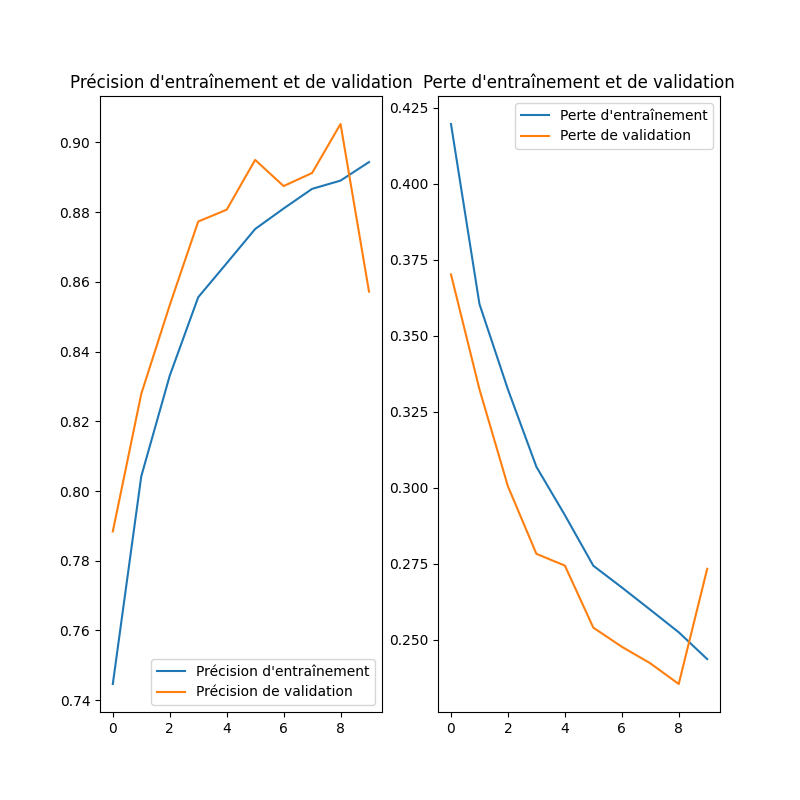 Précision d'entraînement et de validation
0.90
0.88
0.86
0.84
0.82
0.80
0.78
0.76
0.74
0 2 4 6 8
Précision d'entraînement
Précision de validation
Perte d'entraînement et de validation
0.425
0.400
0.375
0.350
0.325
0.300
0.275
0.250
0 2 4 6 8
Perte d'entraînement
Perte de validation